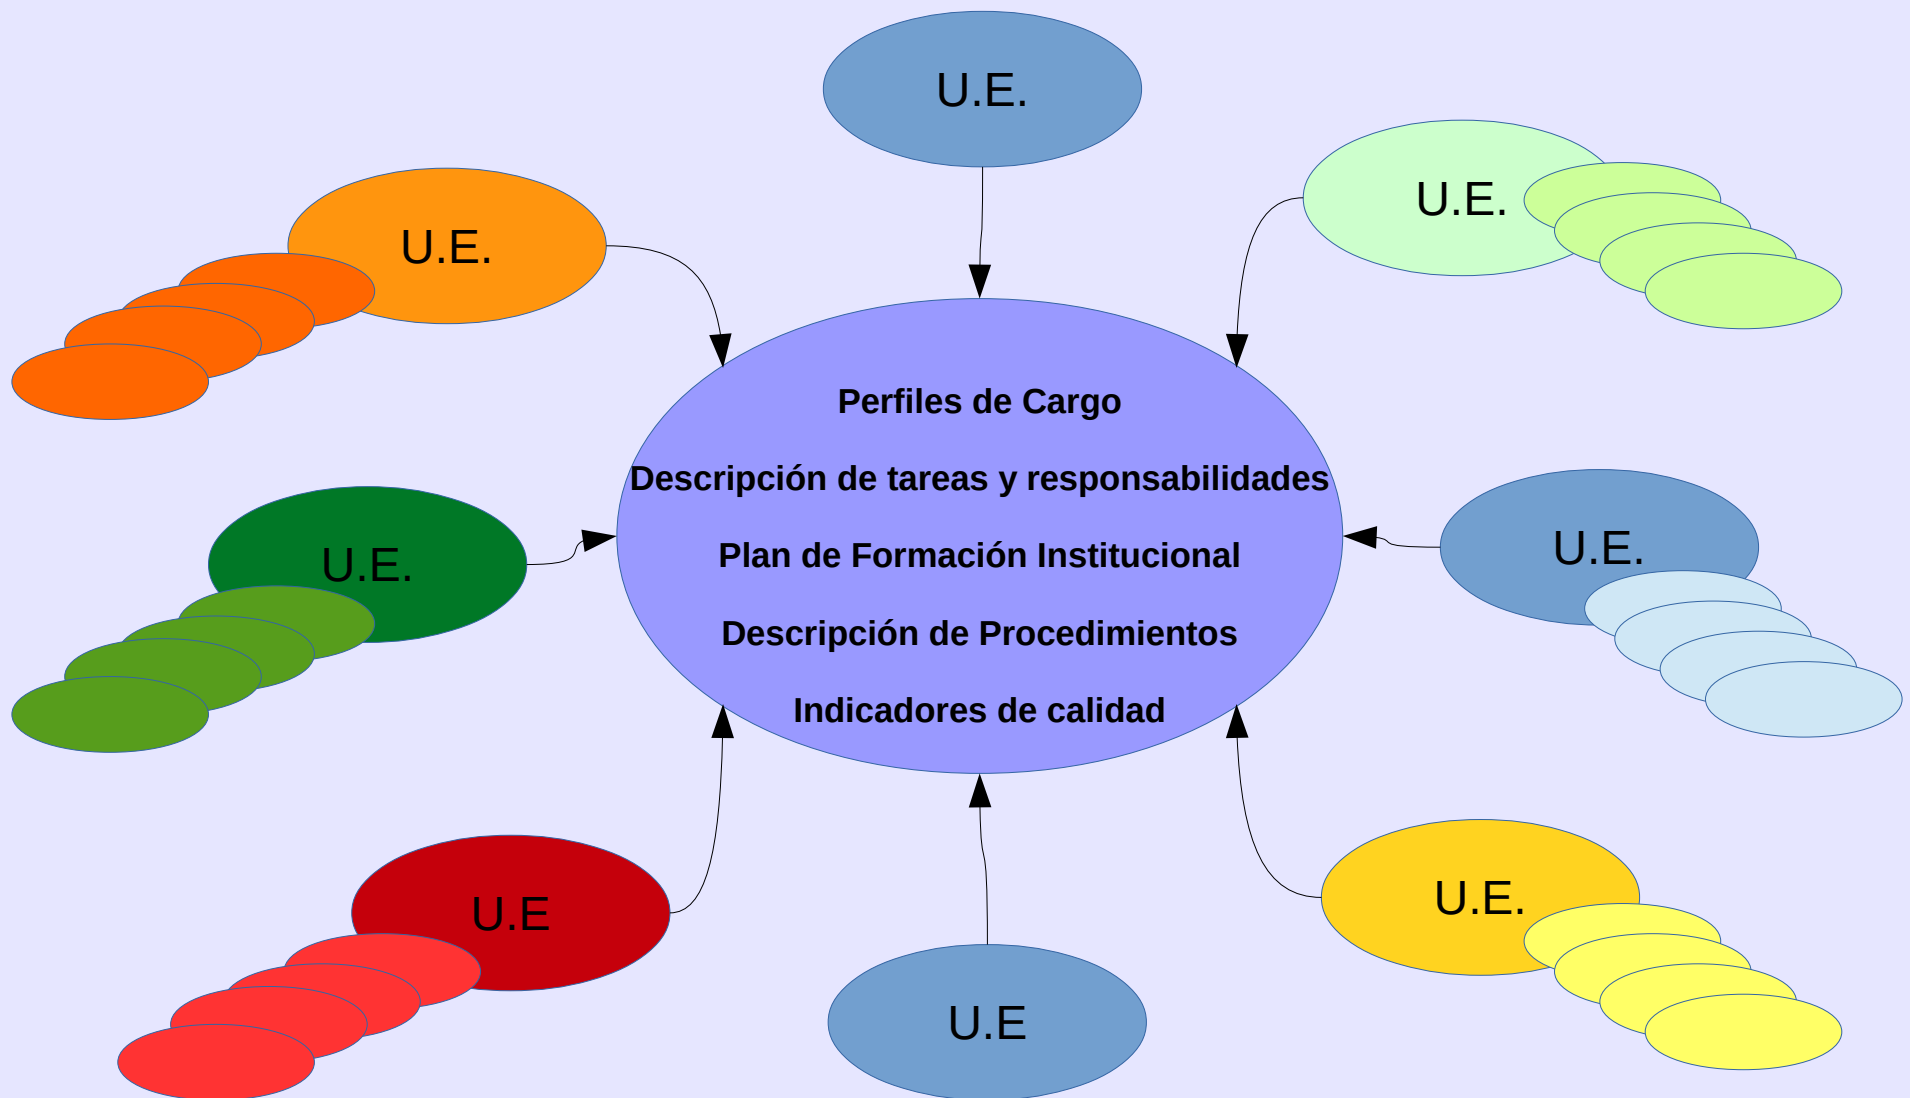 U.E.
U.E.
U.E.
Perfiles de Cargo
Descripción de tareas y responsabilidades
Plan de Formación Institucional
Descripción de Procedimientos
Indicadores de calidad
U.E.
U.E.
U.E
U.E.
U.E